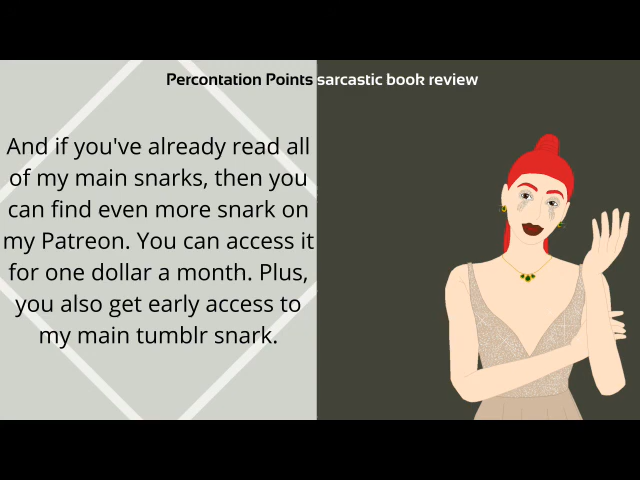 Percontation Points sarcastic book review
And if you've already read all
of my main snarks, then you
can find even more snark on
my Patreon. You can access it
for one dollar a month. Plus,
you also get early access to
my main tumblr snark.